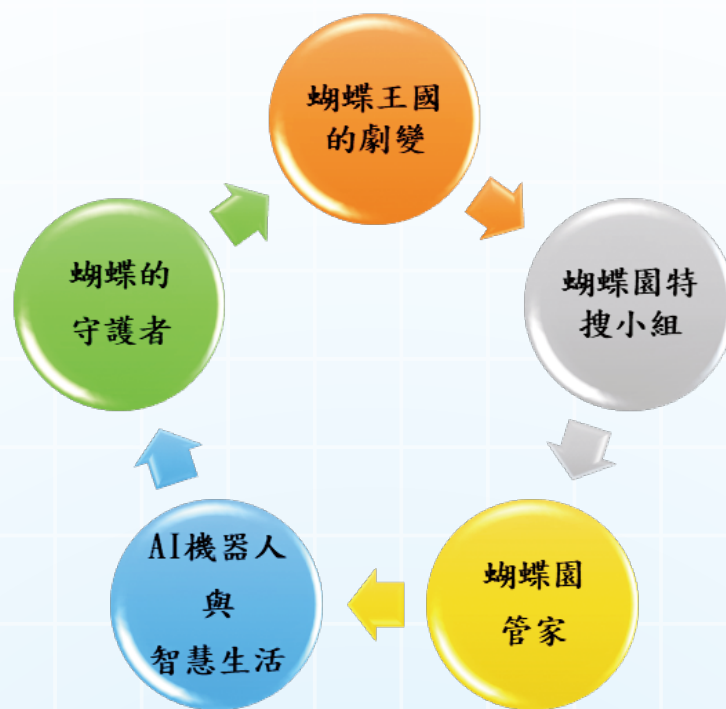 蝴蝶王國
的劇變
蝴蝶園特
搜小組
蝴蝶園
管家
AI機器人
與
智慧生活
蝴蝶的
守護者